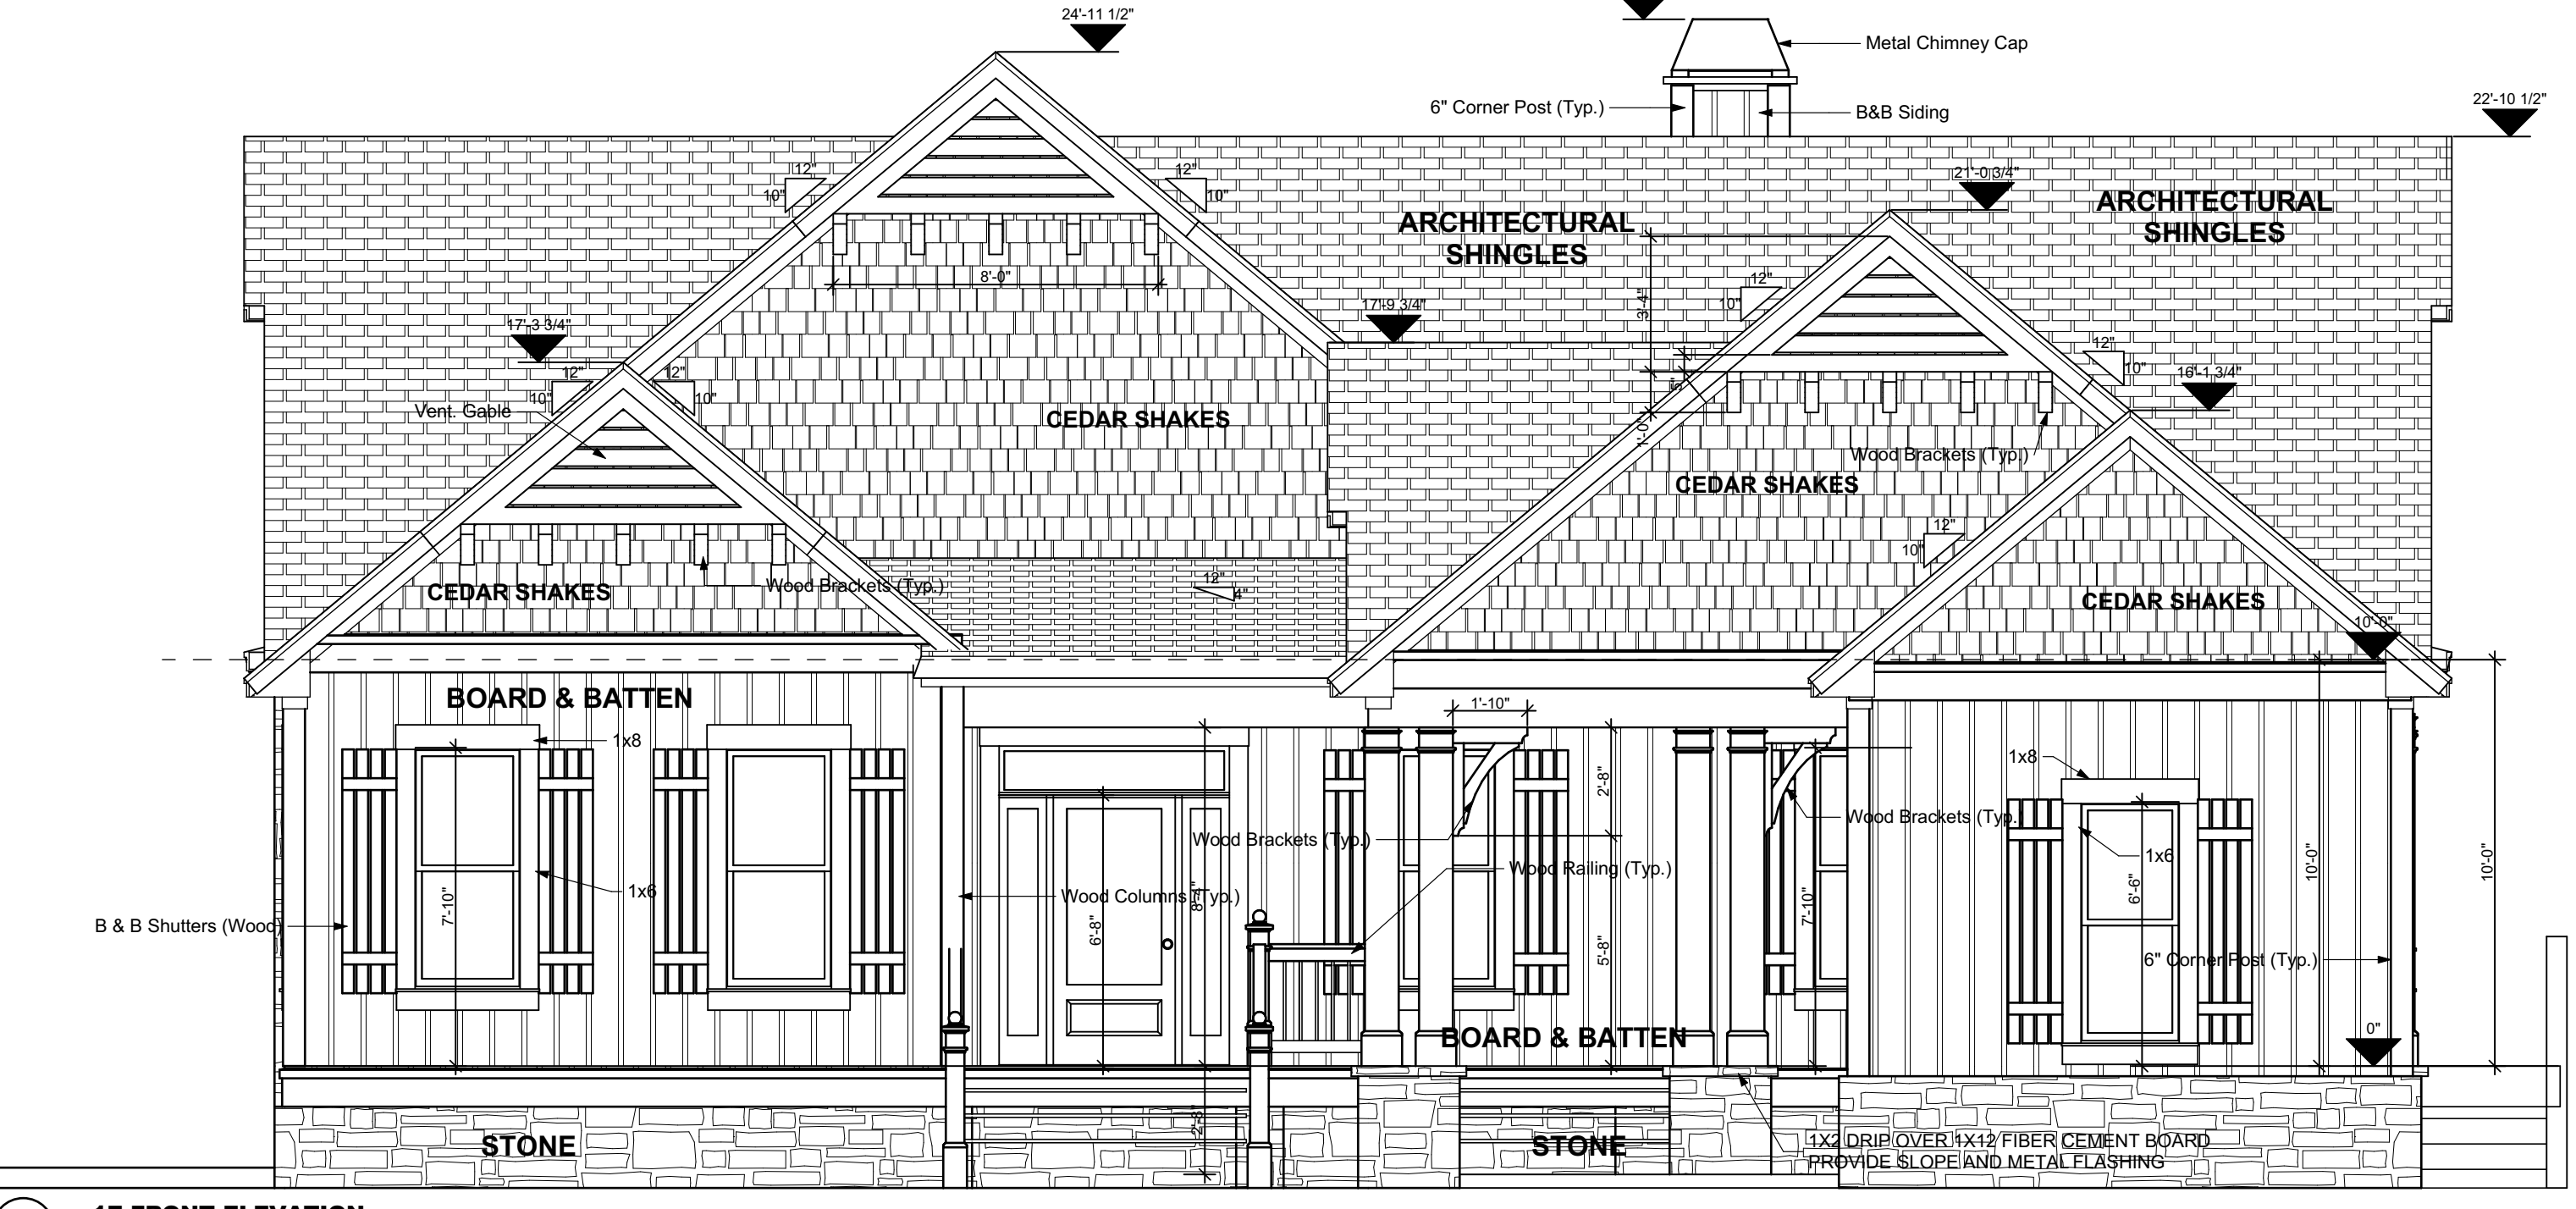 24'-11 1/2"
Metal Chimney Cap
6" Corner Post (Typ.)
B&B Siding
22'-10 1/2"
12"
10"
12"
10"
21'-0 3/4"
ARCHITECTURAL
SHINGLES
ARCHITECTURAL
SHINGLES
8'-0"
12"
10"
3'-4"
17'-9 3/4"
17'-3 3/4"
12"
10"
12"
10"
12"
10"
16'-1 3/4"
Vent. Gable
5"
1'-0"
CEDAR SHAKES
Wood Brackets (Typ.)
CEDAR SHAKES
12"
10"
12"
4"
Wood Brackets (Typ.)
CEDAR SHAKES
CEDAR SHAKES
10'-0"
BOARD & BATTEN
1'-10"
1x8
1x8
2'-8"
Wood Brackets (Typ.)
Wood Brackets (Typ.)
1x6
10'-0"
10'-0"
Wood Railing (Typ.)
1x6
7'-10"
Wood Columns (Typ.)
8'-4"
6'-8"
7'-10"
6'-6"
B & B Shutters (Wood)
5'-8"
6" Corner Post (Typ.)
0"
BOARD & BATTEN
2'-8"
STONE
STONE
1X2 DRIP OVER 1X12 FIBER CEMENT BOARD
PROVIDE SLOPE AND METAL FLASHING